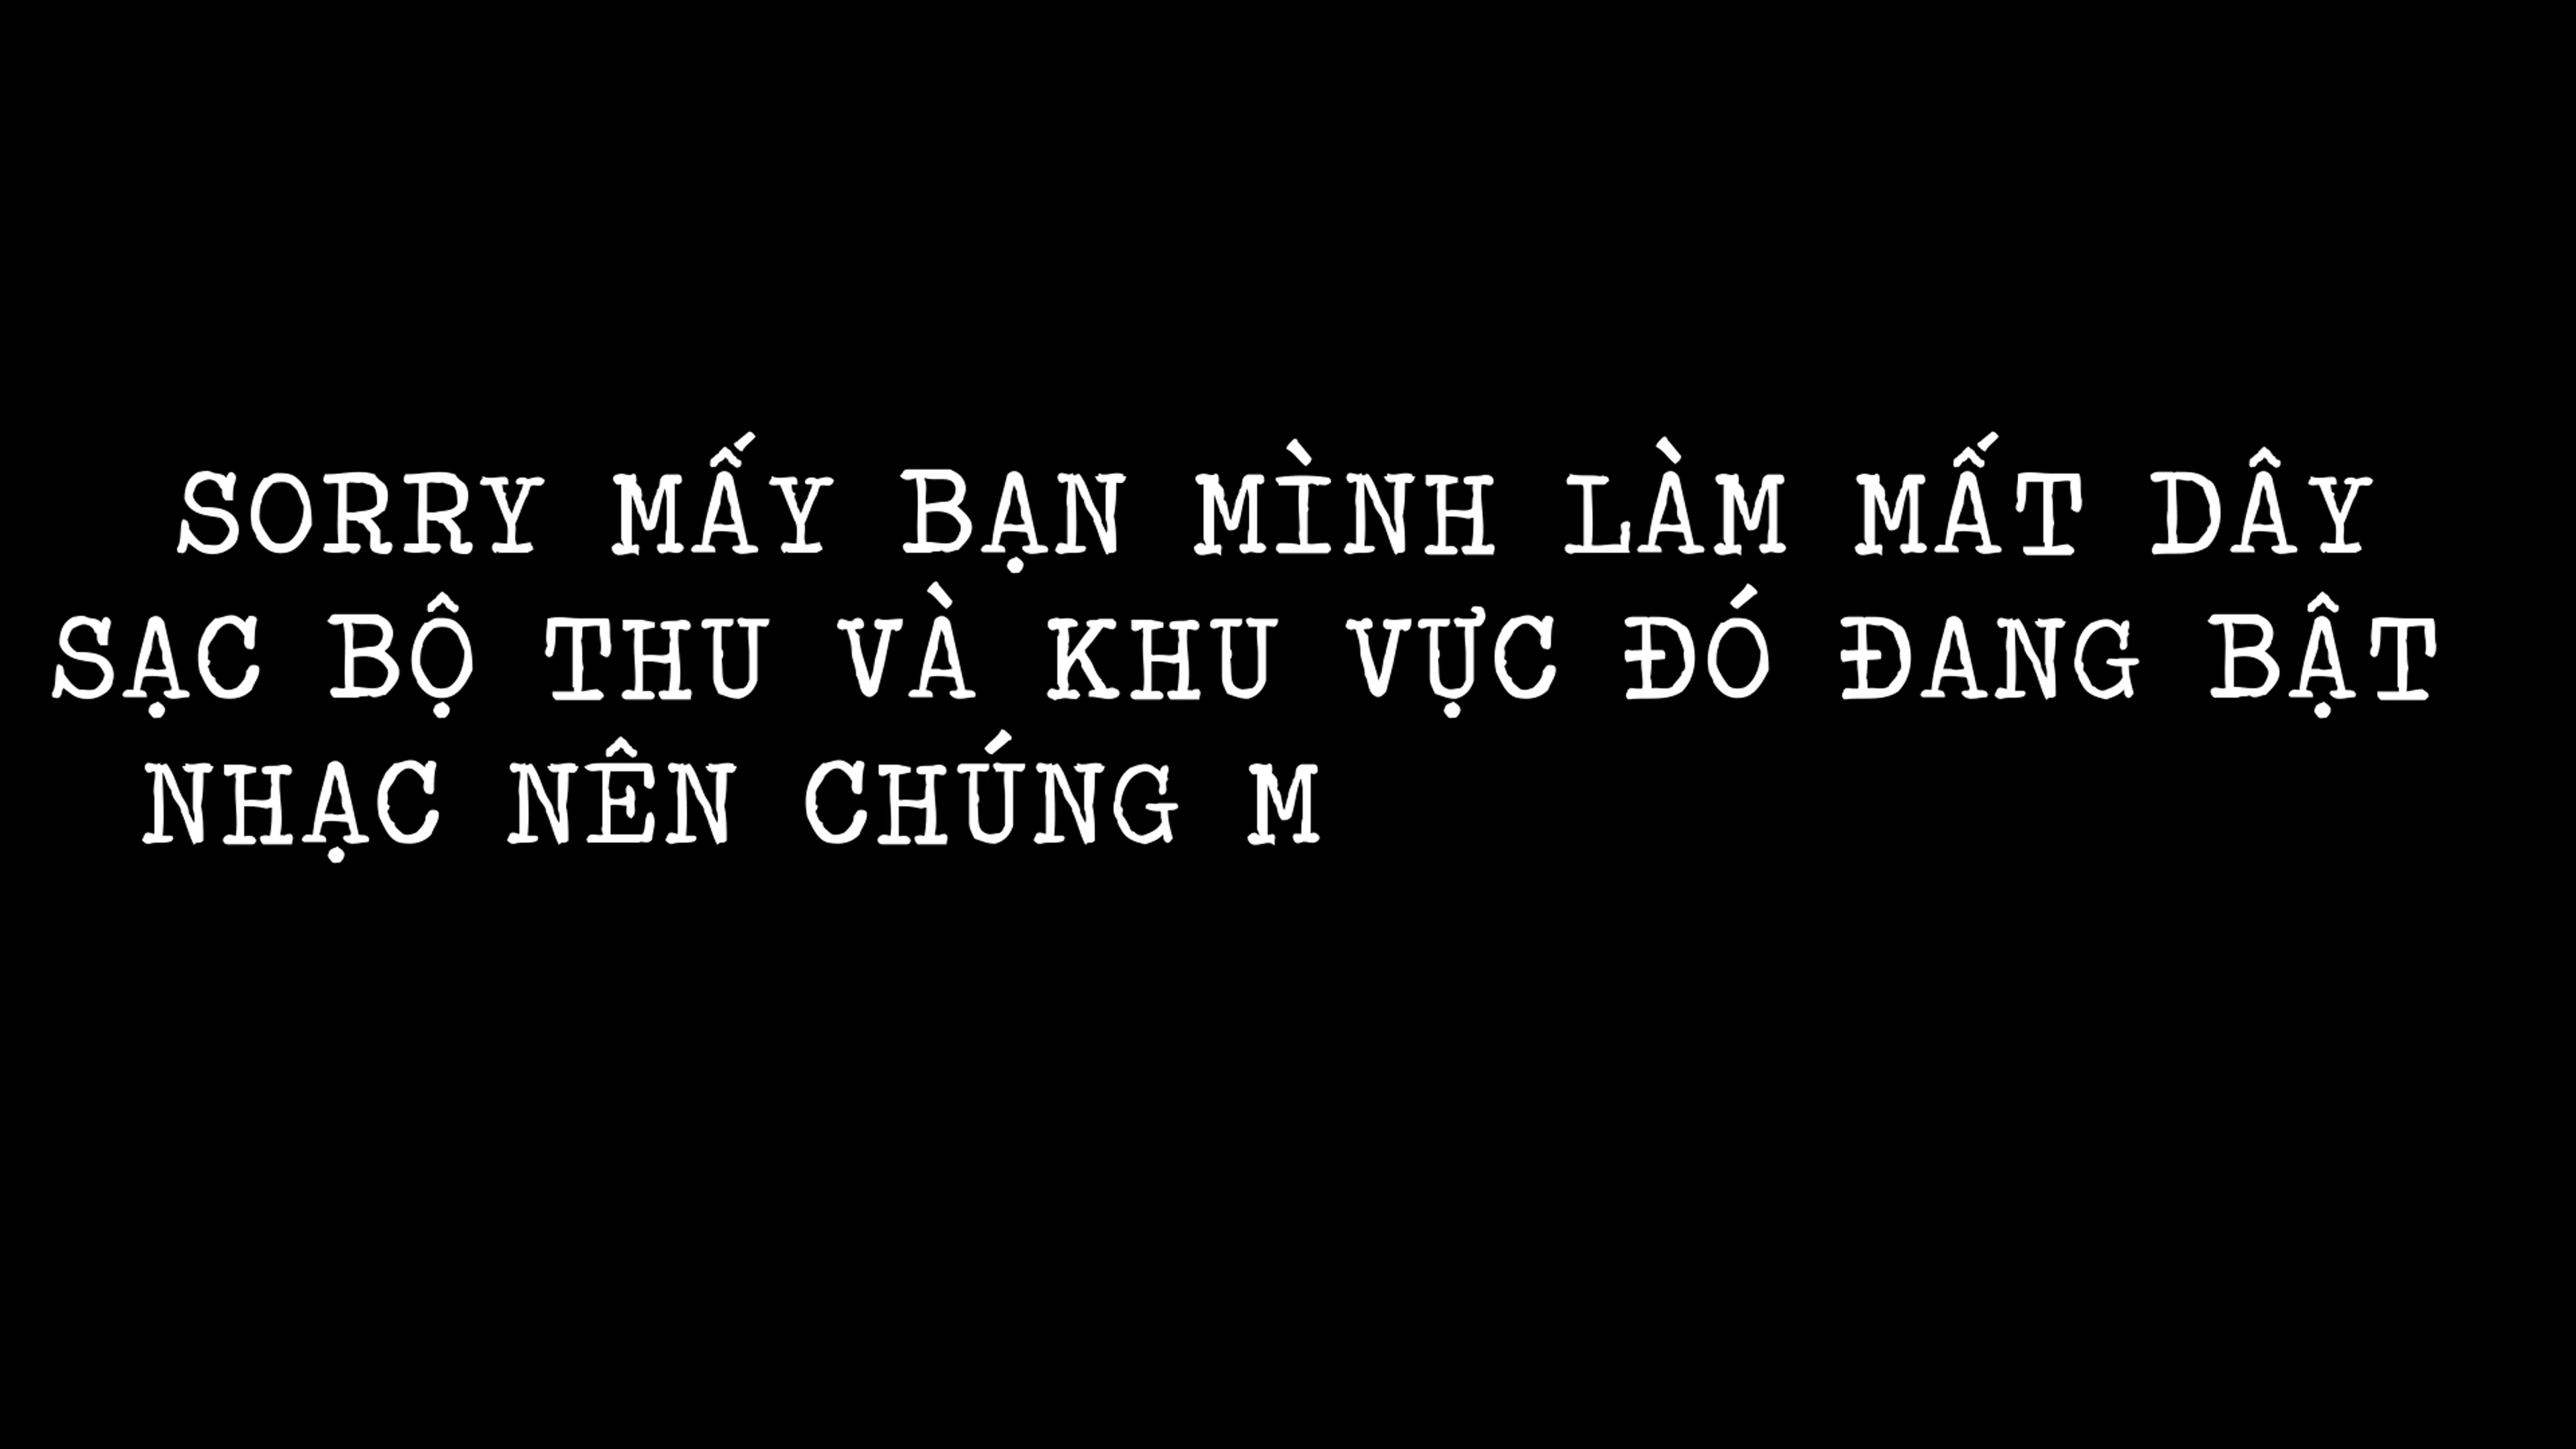 SORRY MẤY BẠN MÌNH LÀM MẤT DÂY
SẠC BỘ THU VÀ KHU VỰC ĐÓ ĐANG BẬT
NHẠC NÊN CHÚNG M